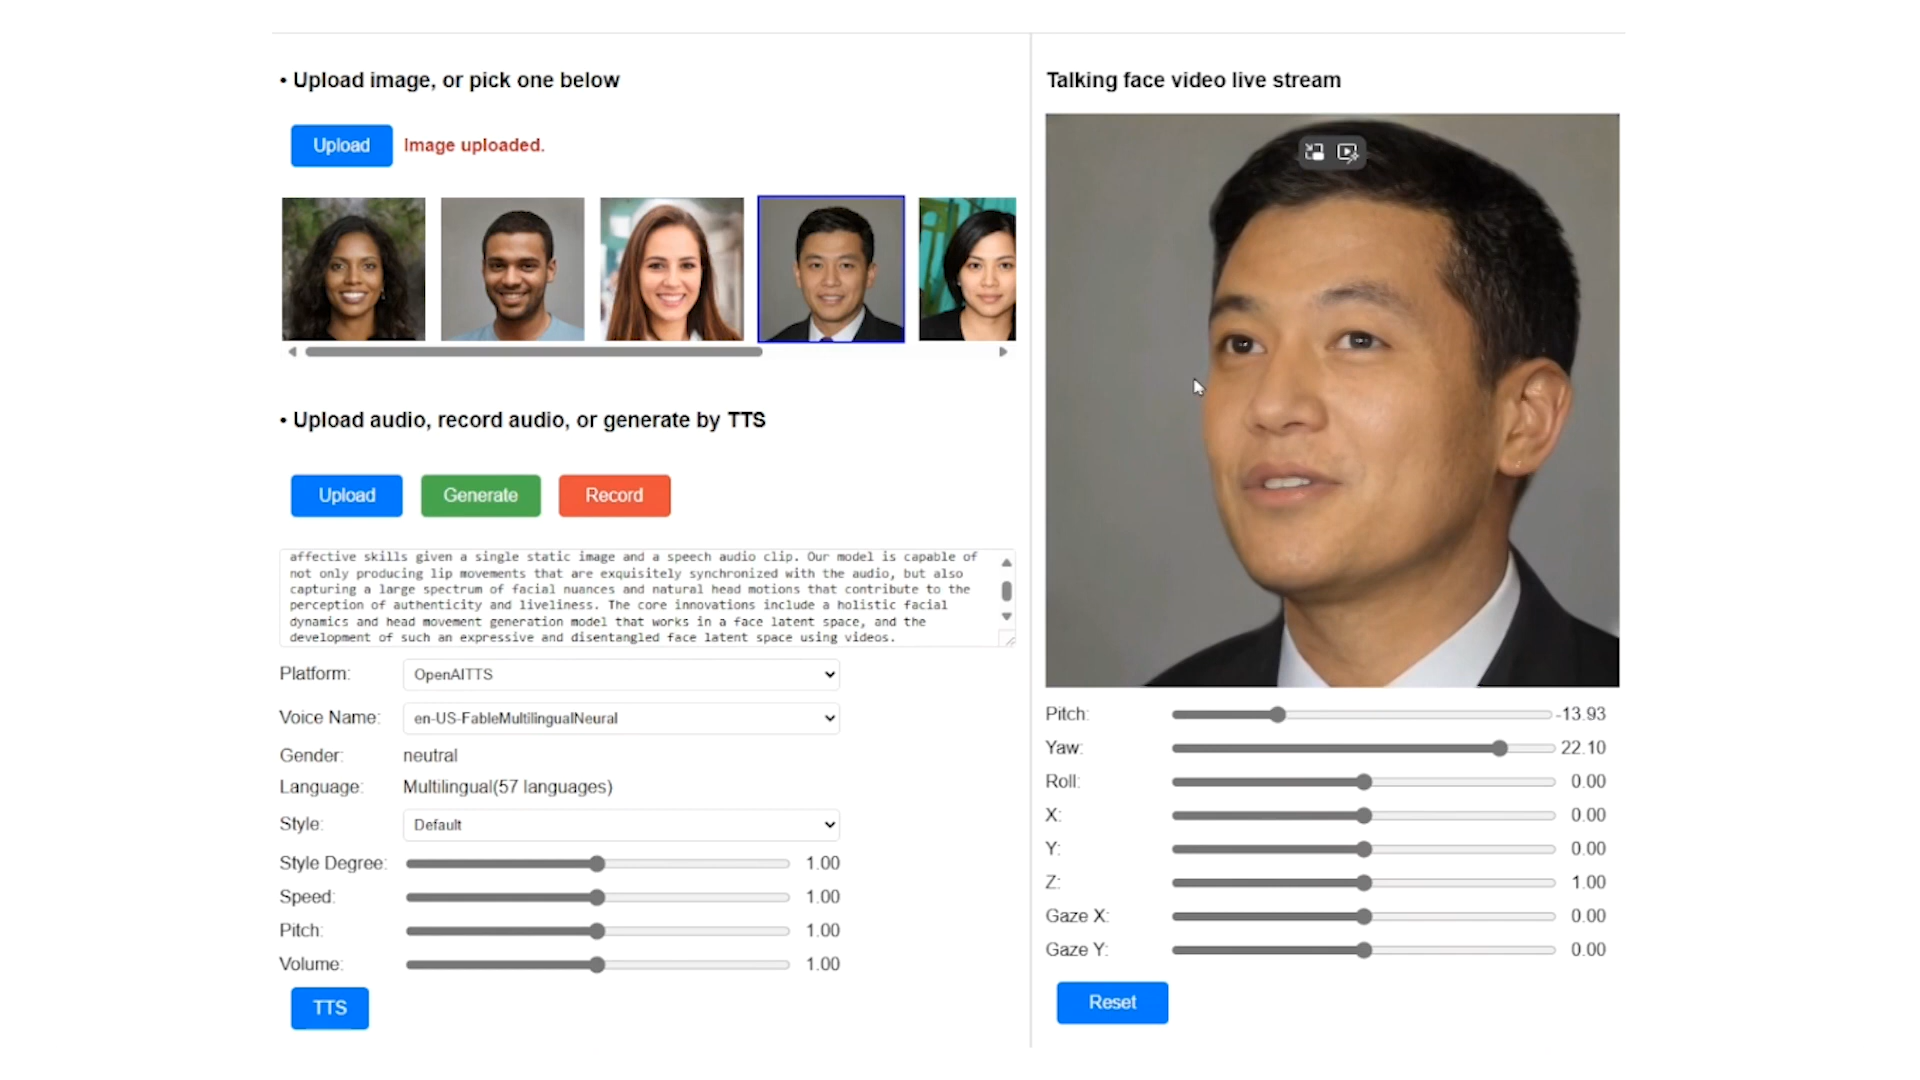 • Upload image, or pick one below
Upload
Image uploaded.
• Upload audio, record audio, or generate by TTS
Upload
Generate
Record
affective skills given a single static image and a speech audio clip. Our model is capable of
not only producing lip movements that are exquisitely synchronized with the audio, but also
capturing a large spectrum of facial nuances and natural head motions that contribute to the
perception of authenticity and liveliness. The core innovations include a holistic facial
dynamics and head movement generation model that works in a face latent space, and the
development of such an expressive and disentangled face latent space using videos.
Platform: OpenAITTS
Voice Name: en-US-FableMultilingualNeural
Gender: neutral
Language: Multilingual(57 languages)
Style: Default
Style Degree: 1.00
Speed: 1.00
Pitch: 1.00
Volume: 1.00
TTS
Talking face video live stream
Pitch: -13.93
Yaw: 22.10
Roll: 0.00
X: 0.00
Y: 0.00
Z: 1.00
Gaze X: 0.00
Gaze Y: 0.00
Reset